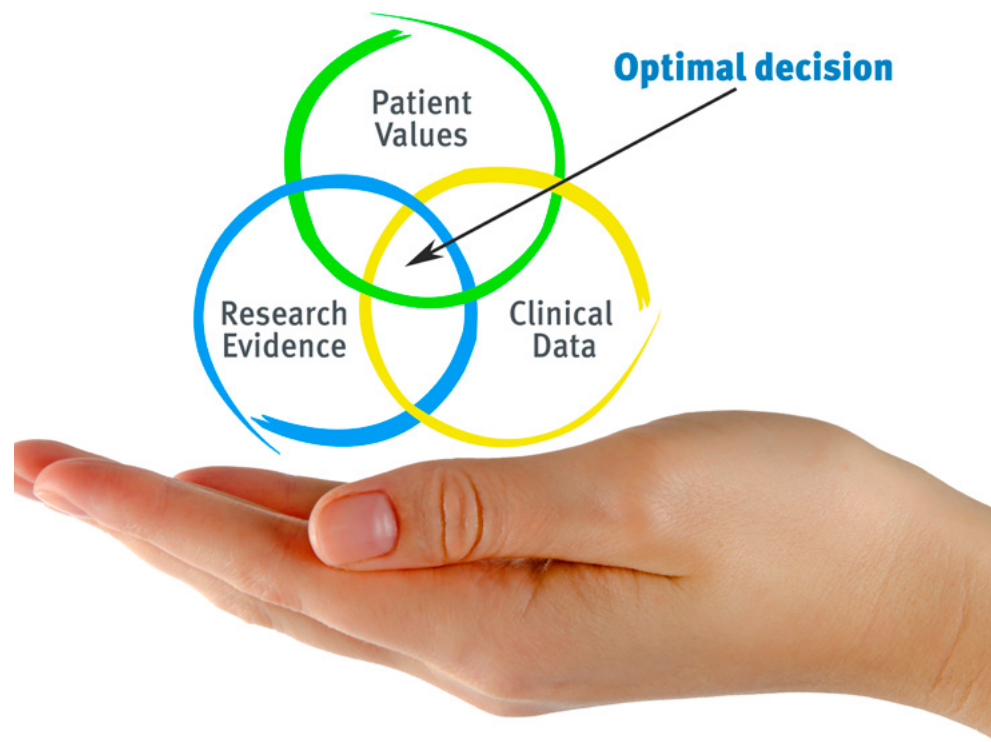 Optimal decision
Patient
Values
Research
Evidence
Clinical
Data